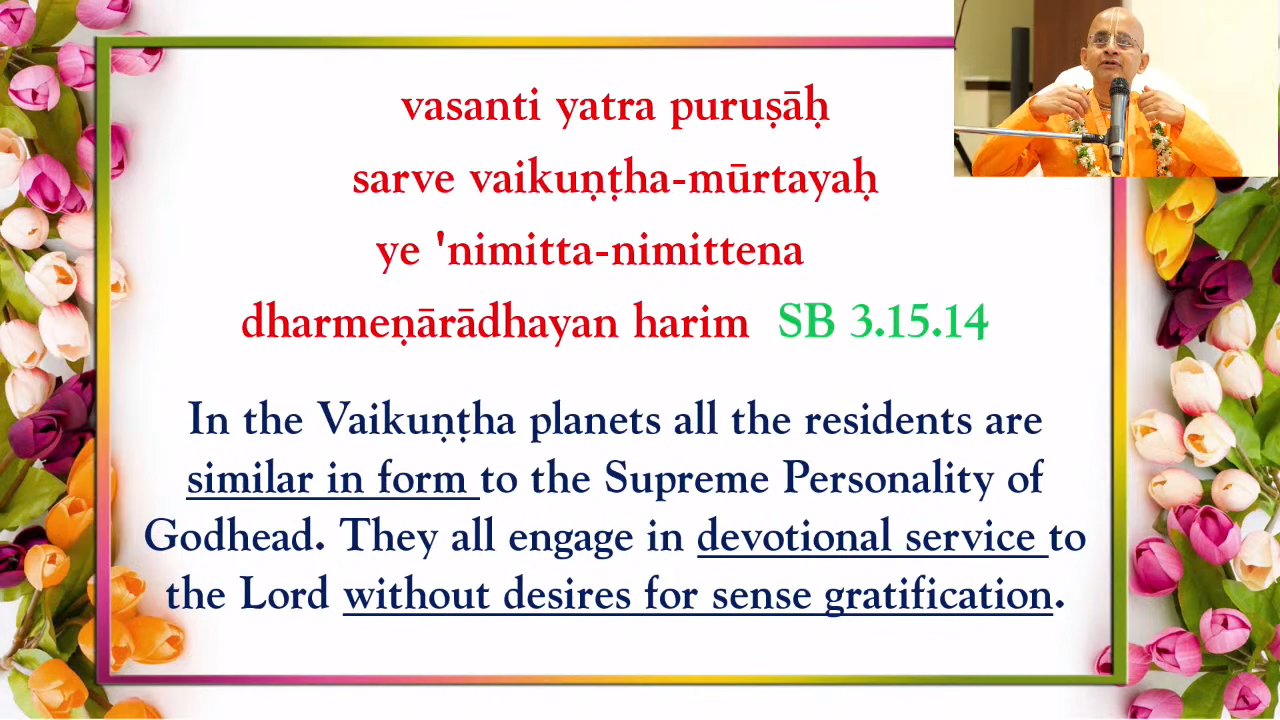 vasanti yatra puruṣāḥ
sarve vaikuṇṭha-mūrtayaḥ
ye 'nimitta-nimittena
dharmeṇārādhayan harim SB 3.15.14
In the Vaikuṇṭha planets all the residents are
similar in form to the Supreme Personality of
Godhead. They all engage in devotional service to
the Lord without desires for sense gratification.